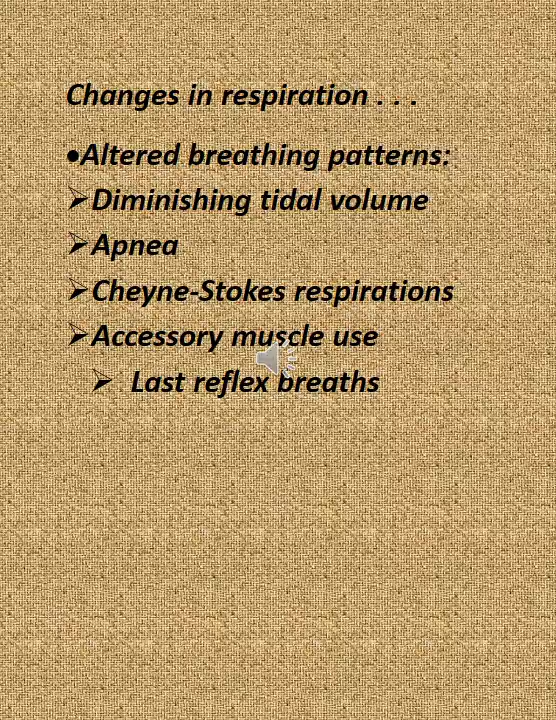 Changes in respiration . . .
•Altered breathing patterns:
➢Diminishing tidal volume
➢Apnea
➢Cheyne-Stokes respirations
➢Accessory muscle use
➢ Last reflex breaths